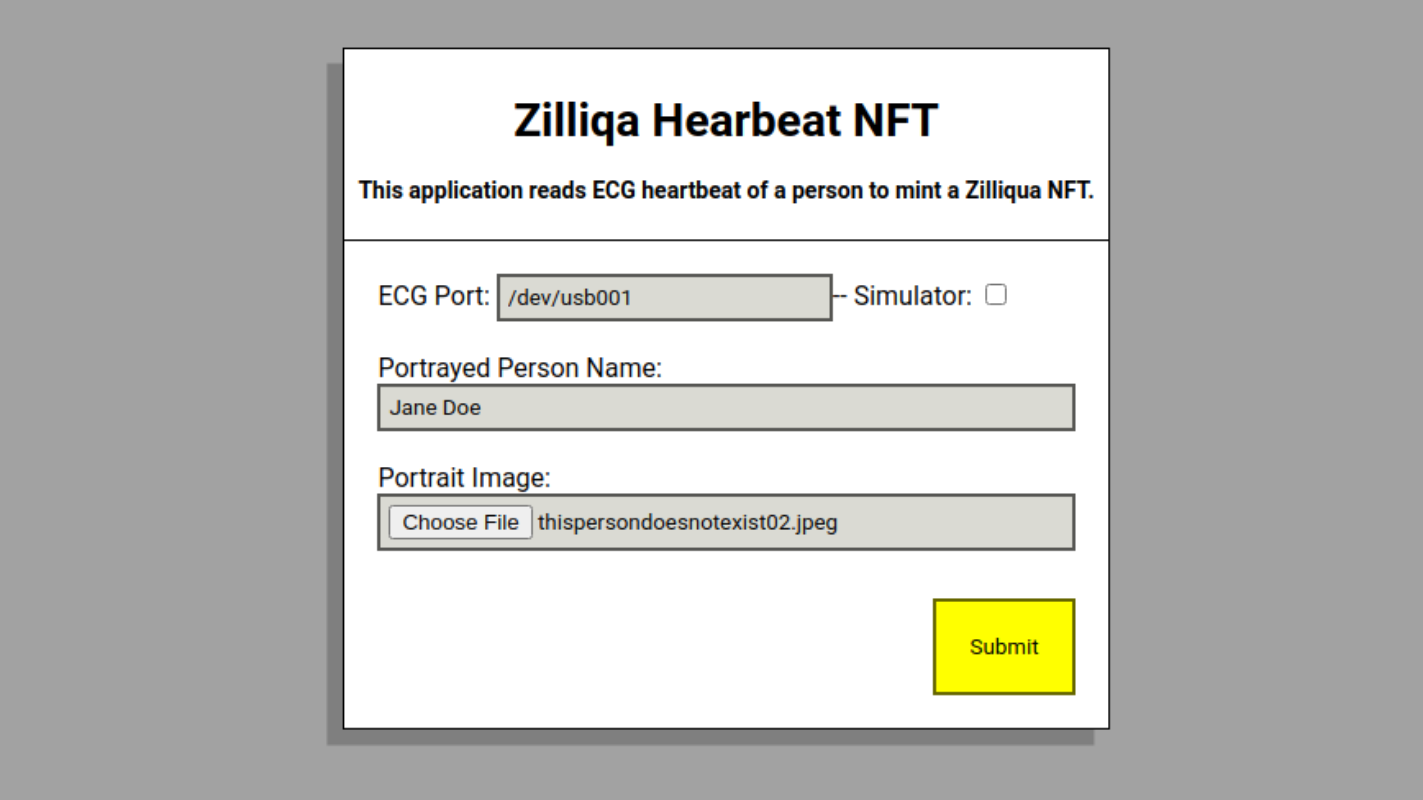 Zilliqa Hearbeat NFT
This application reads ECG heartbeat of a person to mint a Zilliqua NFT.
ECG Port: /dev/usb001 -- Simulator:
Portrayed Person Name:
Jane Doe
Portrait Image:
Choose File thispersondoesnotexist02.jpeg
Submit